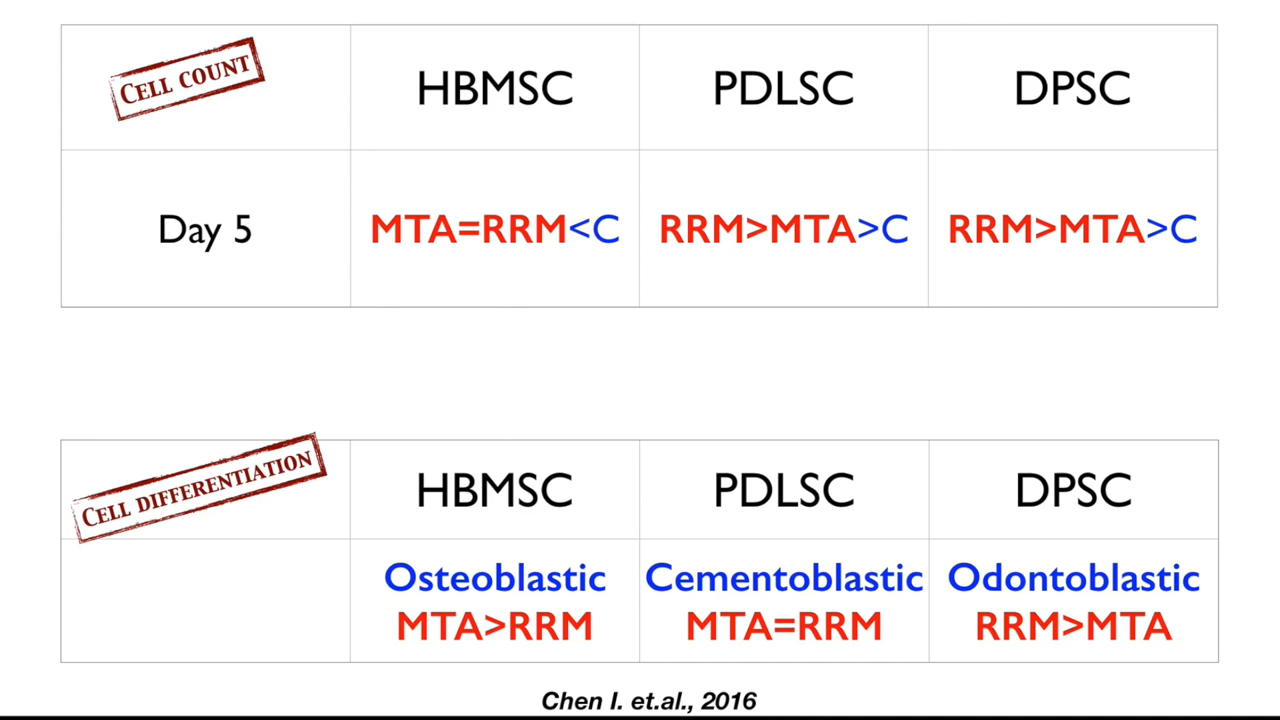 CELL COUNT
HBMSC
PDLSC
DPSC
Day 5
MTA=RRM<C
RRM>MTA>C
RRM>MTA>C
CELL DIFFERENTIATION
HBMSC
PDLSC
DPSC
Osteoblastic
MTA>RRM
Cementoblastic
MTA=RRM
Odontoblastic
RRM>MTA
Chen I. et.al., 2016